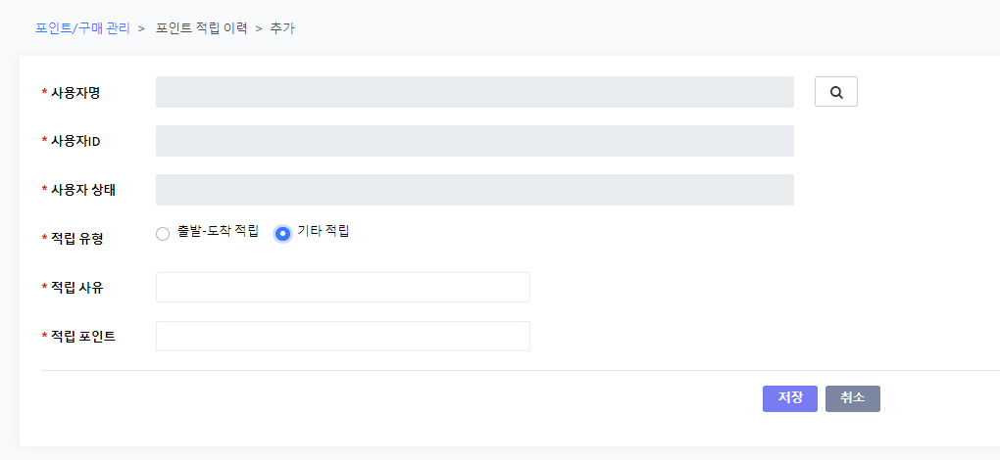 포인트/구매 관리 > 포인트 적립 이력 > 추가
* 사용자명
* 사용자ID
* 사용자 상태
* 적립 유형 출발-도착 적립 기타 적립
* 적립 사유
* 적립 포인트
저장 취소